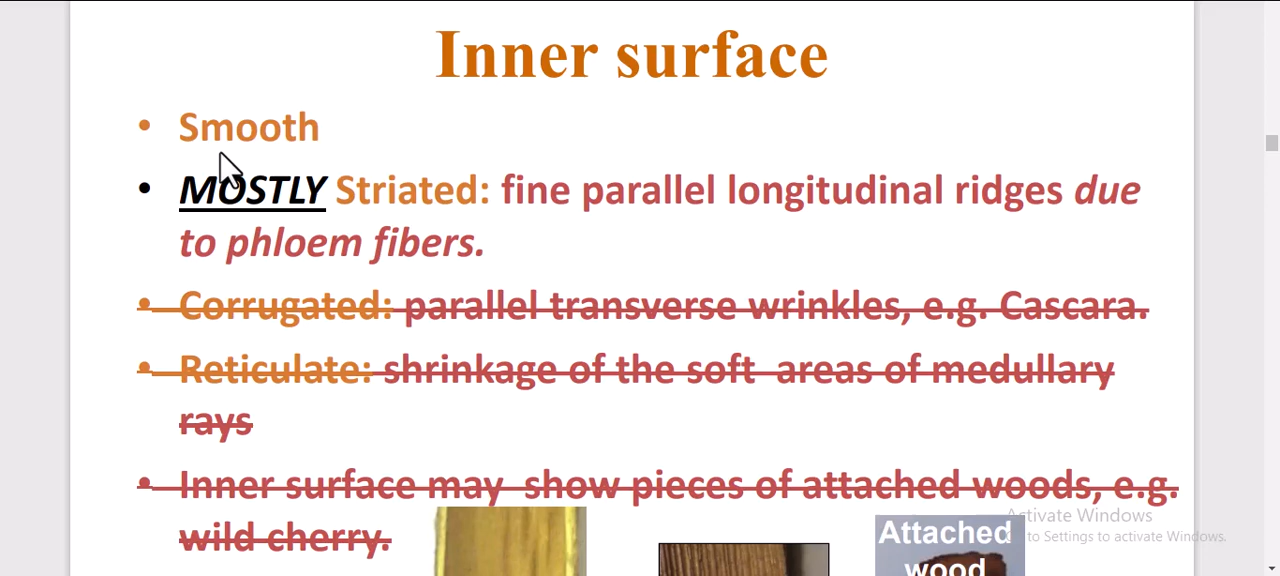 Inner surface
• Smooth
• MOSTLY Striated: fine parallel longitudinal ridges due
to phloem fibers.
• Corrugated: parallel transverse wrinkles, e.g. Cascara.
• Reticulate: shrinkage of the soft areas of medullary
rays
• Inner surface may show pieces of attached woods, e.g.
wild cherry.
Attached
wood
Activate Windows
to Settings to activate Windows.